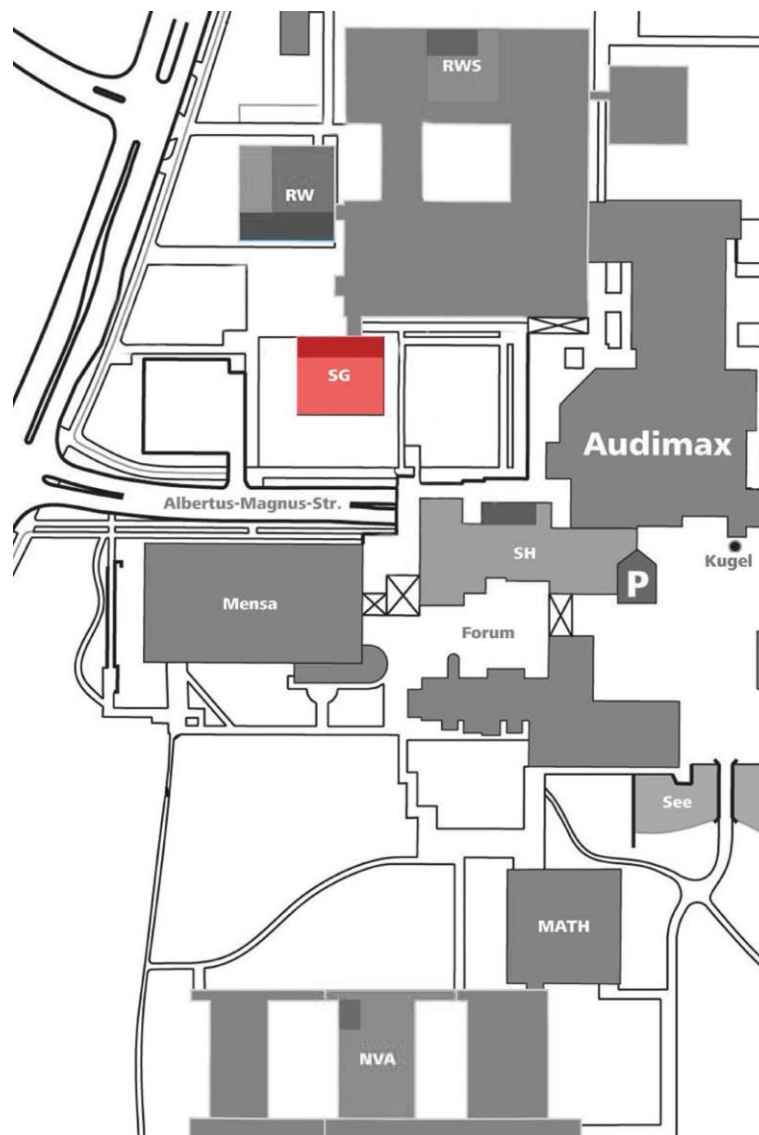 RWS
RW
SG
Audimax
Albertus-Magnus-Str.
SH
Kugel
P
Mensa
Forum
See
MATH
NVA